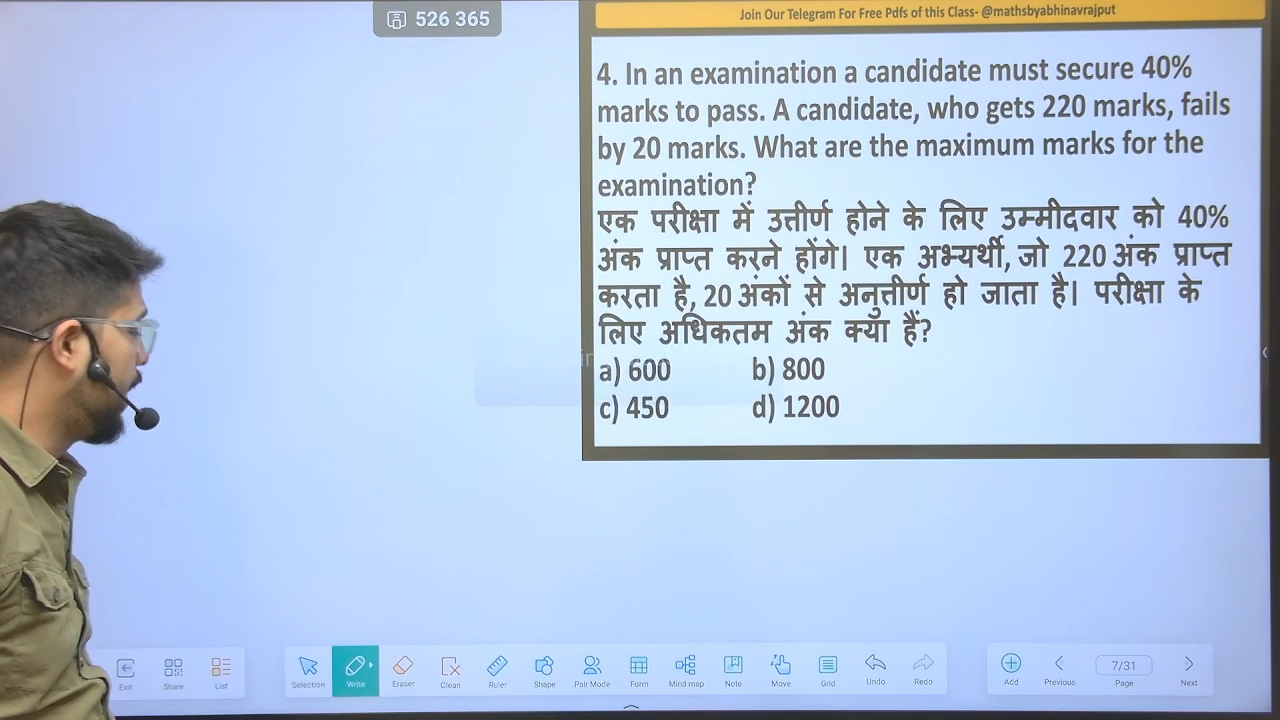 526 365
Join Our Telegram For Free Pdfs of this Class- @mathsbyabhinavrajput
4. In an examination a candidate must secure 40%
marks to pass. A candidate, who gets 220 marks, fails
by 20 marks. What are the maximum marks for the
examination?
एक परीक्षा में उत्तीर्ण होने के लिए उम्मीदवार को 40%
अंक प्राप्त करने होंगे। एक अभ्यर्थी, जो 220 अंक प्राप्त
करता है, 20 अंकों से अनुत्तीर्ण हो जाता है। परीक्षा के
लिए अधिकतम अंक क्या हैं?
a) 600 b) 800
c) 450 d) 1200
Exit Share List Selection Write Eraser Clean Ruler Shape Pair Mode Form Mind map Note Move Grid Undo Redo Add Previous 7/31 Page Next